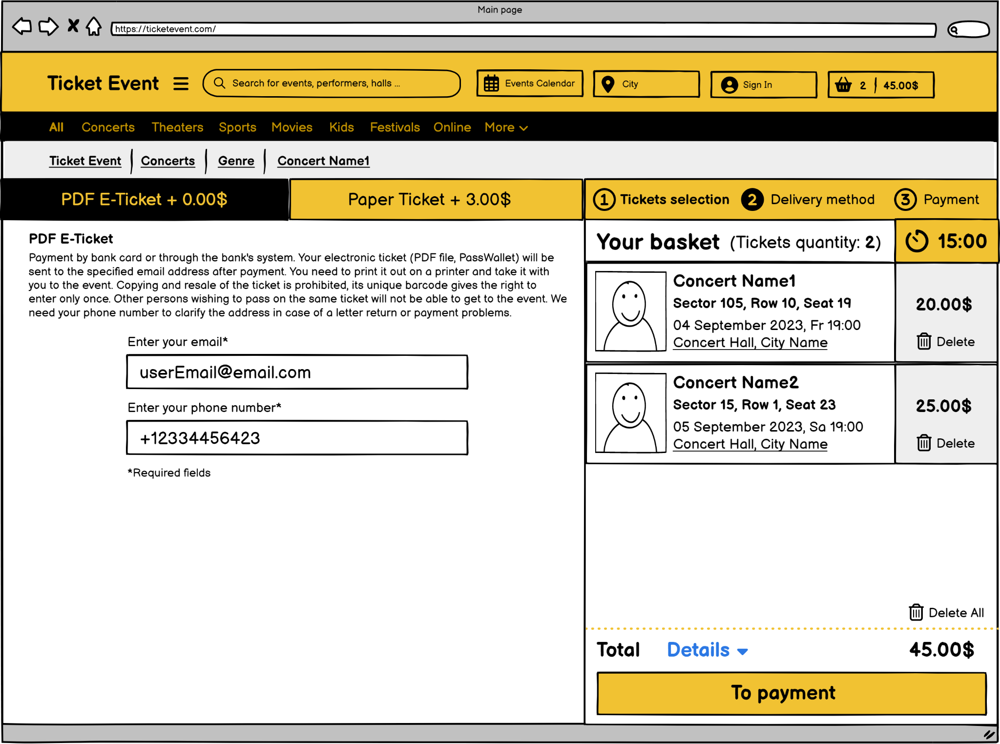 Main page
https://ticketevent.com/
Ticket Event
Search for events, performers, halls ...
Events Calendar
City
Sign In
2 | 45.00$
All Concerts Theaters Sports Movies Kids Festivals Online More
Ticket Event Concerts Genre Concert Name1
PDF E-Ticket + 0.00$
Paper Ticket + 3.00$
1 Tickets selection 2 Delivery method 3 Payment
PDF E-Ticket
Payment by bank card or through the bank's system. Your electronic ticket (PDF file, PassWallet) will be
sent to the specified email address after payment. You need to print it out on a printer and take it with
you to the event. Copying and resale of the ticket is prohibited, its unique barcode gives the right to
enter only once. Other persons wishing to pass on the same ticket will not be able to get to the event. We
need your phone number to clarify the address in case of a letter return or payment problems.
Enter your email*
userEmail@email.com
Enter your phone number*
+12334456423
*Required fields
Your basket (Tickets quantity: 2)
15:00
Concert Name1
Sector 105, Row 10, Seat 19
04 September 2023, Fr 19:00
Concert Hall, City Name
20.00$
Delete
Concert Name2
Sector 15, Row 1, Seat 23
05 September 2023, Sa 19:00
Concert Hall, City Name
25.00$
Delete
Delete All
Total Details 45.00$
To payment